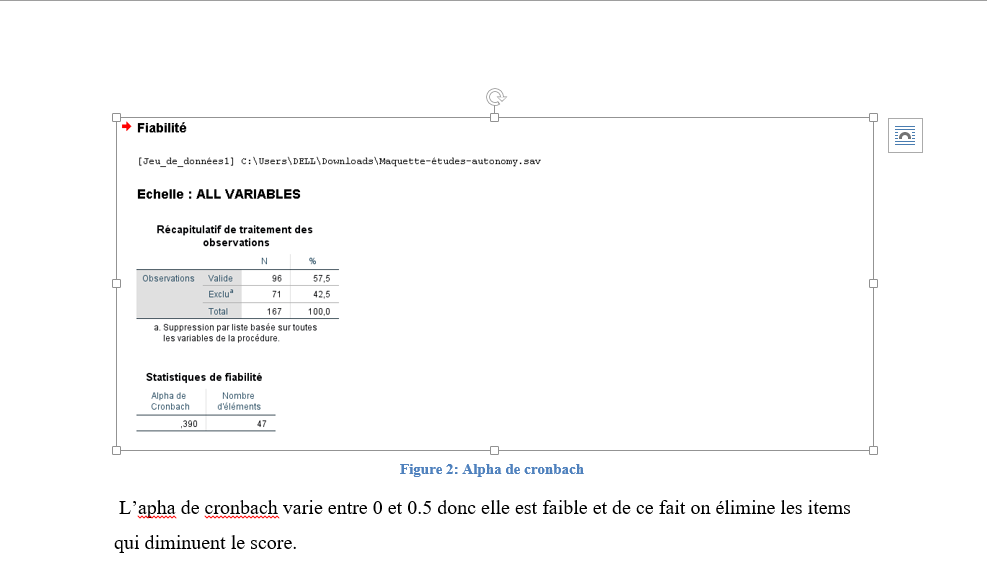 Fiabilité
[Jeu_de_données1] C:\Users\DELL\Downloads\Maquette-études-autonomy.sav
Echelle : ALL VARIABLES
Récapitulatif de traitement des
observations
N %
Observations Valide 96 57,5
Exclu^a 71 42,5
Total 167 100,0
a. Suppression par liste basée sur toutes
les variables de la procédure.
Statistiques de fiabilité
Alpha de Nombre
Cronbach d'éléments
,390 47
Figure 2: Alpha de cronbach
L’apha de cronbach varie entre 0 et 0.5 donc elle est faible et de ce fait on élimine les items
qui diminuent le score.